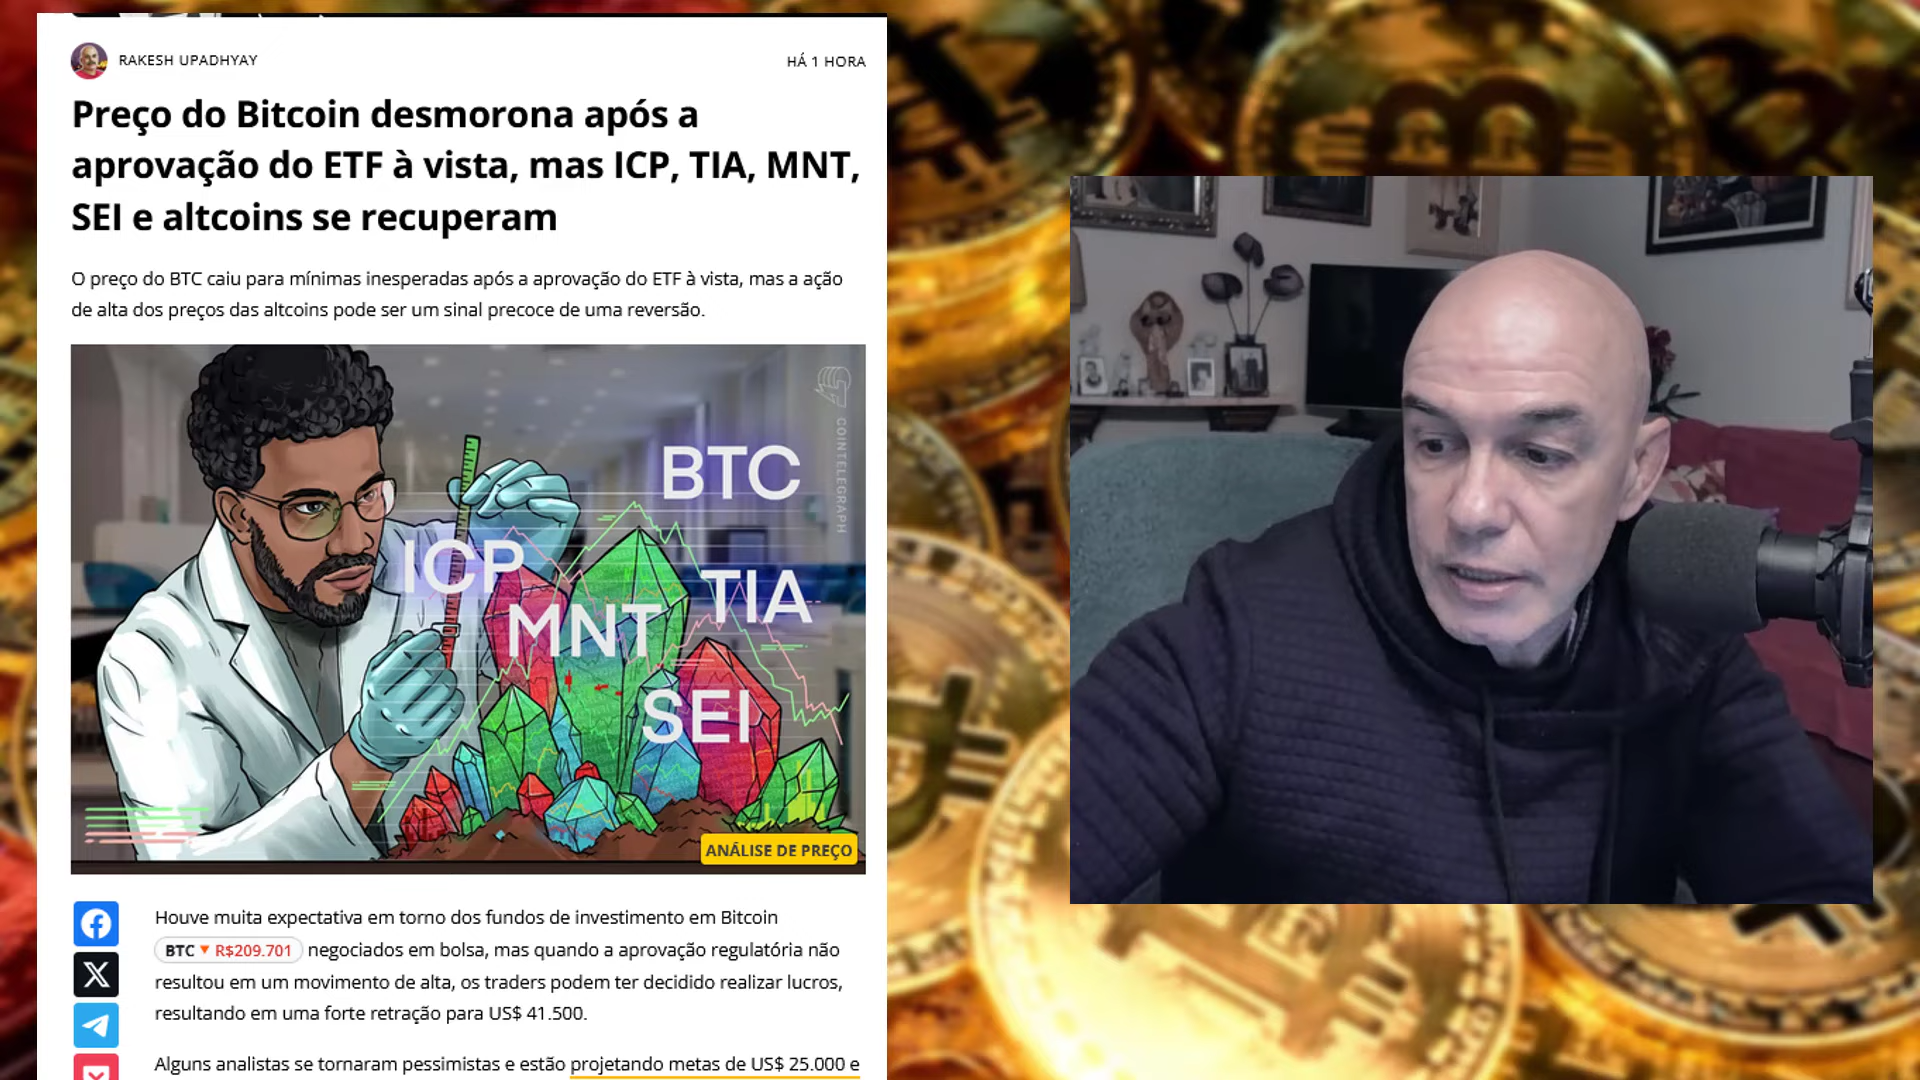 RAKESH UPADHYAY
HÁ 1 HORA
Preço do Bitcoin desmorona após a
aprovação do ETF à vista, mas ICP, TIA, MNT,
SEI e altcoins se recuperam
O preço do BTC caiu para mínimas inesperadas após a aprovação do ETF à vista, mas a ação
de alta dos preços das altcoins pode ser um sinal precoce de uma reversão.
COINTELEGRAPH
BTC
ICP
TIA
MNT
SEI
ANÁLISE DE PREÇO
Houve muita expectativa em torno dos fundos de investimento em Bitcoin
BTC ▼ R$209.701 negociados em bolsa, mas quando a aprovação regulatória não
resultou em um movimento de alta, os traders podem ter decidido realizar lucros,
resultando em uma forte retração para US$ 41.500.
Alguns analistas se tornaram pessimistas e estão projetando metas de US$ 25.000 e